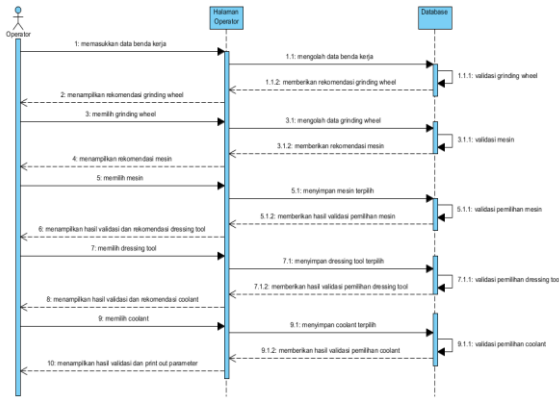 Operator
Halaman
Operator
Database
1: memasukkan data benda kerja
1.1: mengolah data benda kerja
1.1.1: validasi grinding wheel
1.1.2: memberikan rekomendasi grinding wheel
2: menampilkan rekomendasi grinding wheel
3: memilih grinding wheel
3.1: mengolah data grinding wheel
3.1.1: validasi mesin
3.1.2: memberikan rekomendasi mesin
4: menampilkan rekomendasi mesin
5: memilih mesin
5.1: menyimpan mesin terpilih
5.1.1: validasi pemilihan mesin
5.1.2: memberikan hasil validasi pemilihan mesin
6: menampilkan hasil validasi dan rekomendasi dressing tool
7: memilih dressing tool
7.1: menyimpan dressing tool terpilih
7.1.1: validasi pemilihan dressing tool
7.1.2: memberikan hasil validasi pemilihan dressing tool
8: menampilkan hasil validasi dan rekomendasi coolant
9: memilih coolant
9.1: menyimpan coolant terpilih
9.1.1: validasi pemilihan coolant
9.1.2: memberikan hasil validasi pemilihan coolant
10: menampilkan hasil validasi dan print out parameter